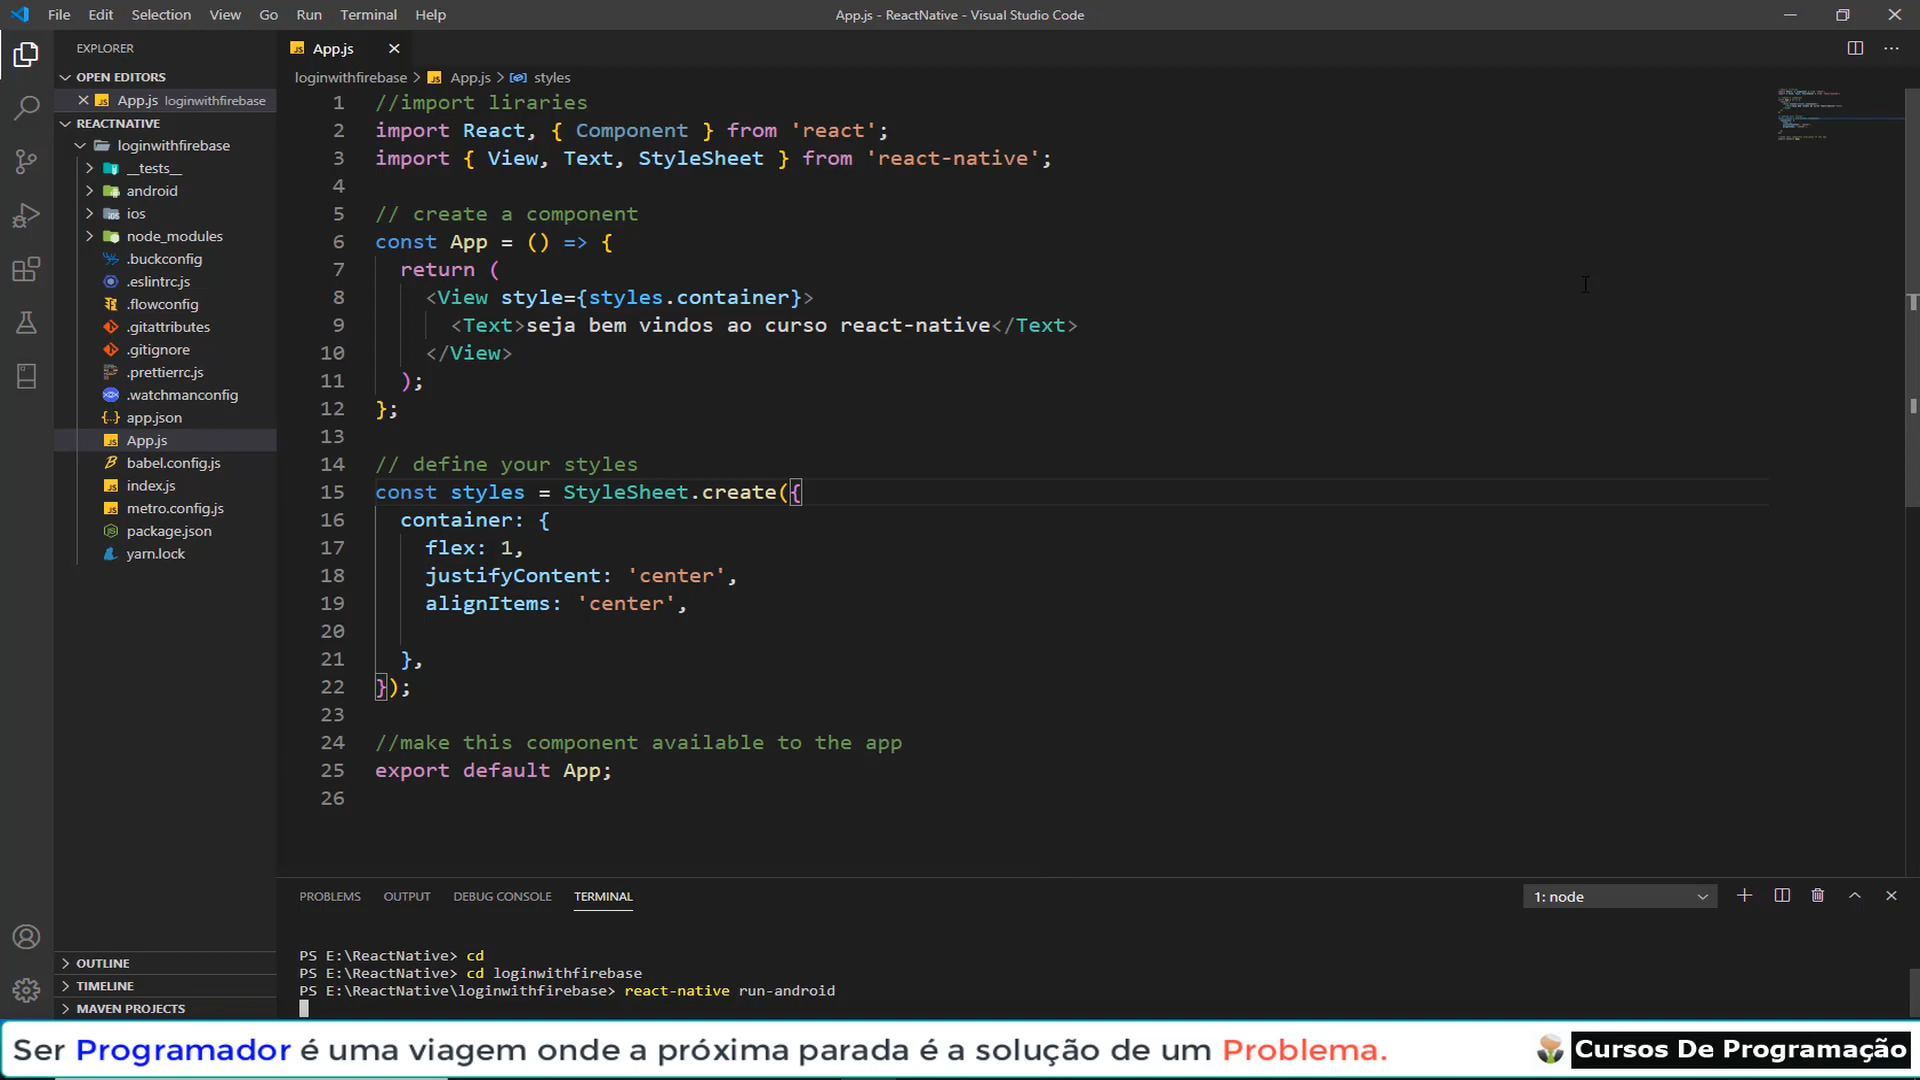 File Edit Selection View Go Run Terminal Help
App.js - ReactNative - Visual Studio Code
EXPLORER
OPEN EDITORS
App.js loginwithfirebase
REACTNATIVE
loginwithfirebase
__tests__
android
ios
node_modules
.buckconfig
.eslintrc.js
.flowconfig
.gitattributes
.gitignore
.prettierrc.js
.watchmanconfig
app.json
App.js
babel.config.js
index.js
metro.config.js
package.json
yarn.lock
OUTLINE
TIMELINE
MAVEN PROJECTS
App.js
loginwithfirebase > App.js > styles
1 //import liraries
2 import React, { Component } from 'react';
3 import { View, Text, StyleSheet } from 'react-native';
4
5 // create a component
6 const App = () => {
7 return (
8 <View style={styles.container}>
9 <Text>seja bem vindos ao curso react-native</Text>
10 </View>
11 );
12 };
13
14 // define your styles
15 const styles = StyleSheet.create({
16 container: {
17 flex: 1,
18 justifyContent: 'center',
19 alignItems: 'center',
20
21 },
22 });
23
24 //make this component available to the app
25 export default App;
26
PROBLEMS OUTPUT DEBUG CONSOLE TERMINAL
1: node
PS E:\ReactNative> cd
PS E:\ReactNative> cd loginwithfirebase
PS E:\ReactNative\loginwithfirebase> react-native run-android
Ser Programador é uma viagem onde a próxima parada é a solução de um Problema.
Cursos De Programação